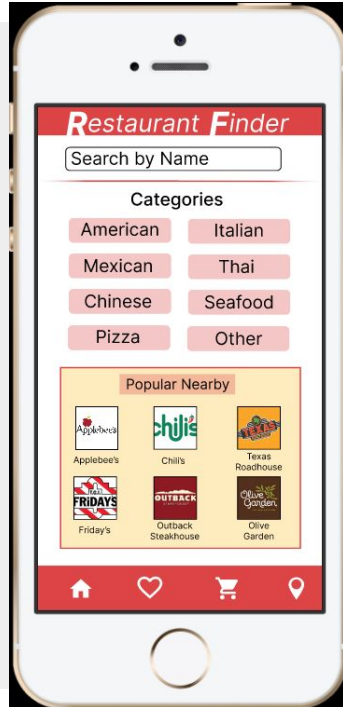 Restaurant Finder
Search by Name
Categories
American Italian
Mexican Thai
Chinese Seafood
Pizza Other
Popular Nearby
Applebee's chili's TEXAS
Applebee's Chili's Texas
Roadhouse
FRIDAYS OUTBACK Olive
Garden
Friday's Outback
Steakhouse Olive
Garden